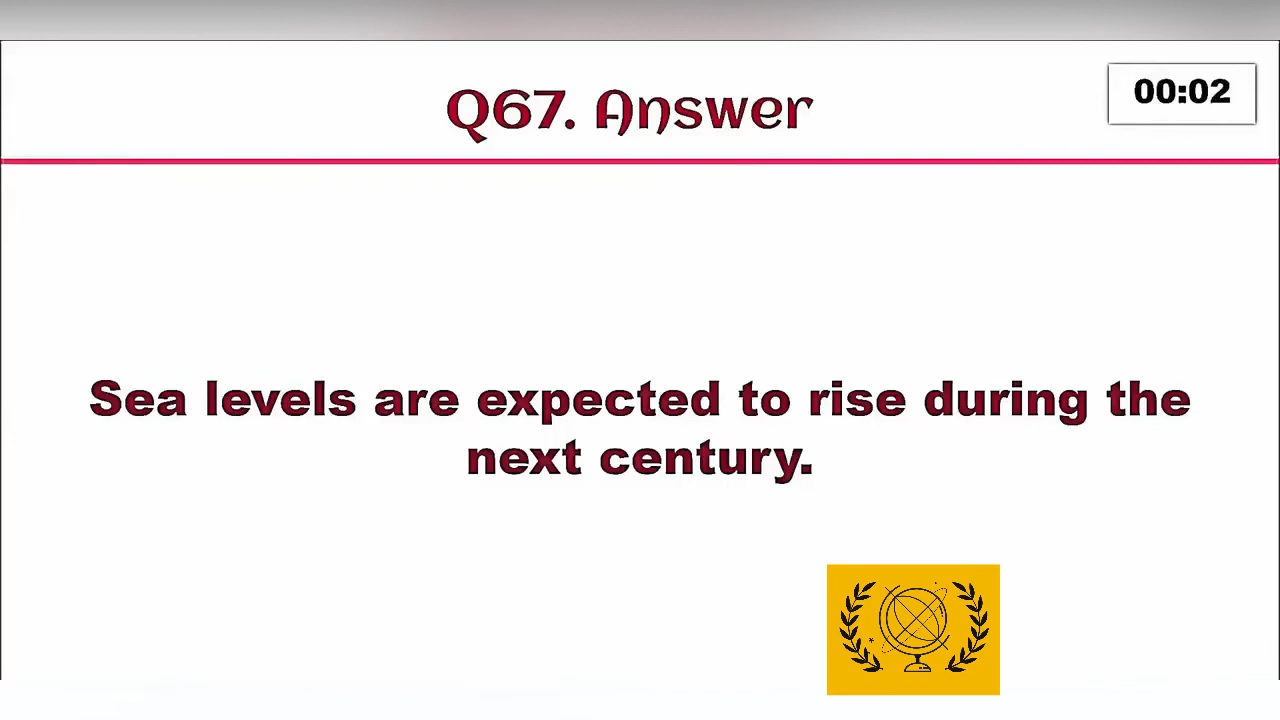 Q67. Answer
00:02
Sea levels are expected to rise during the
next century.